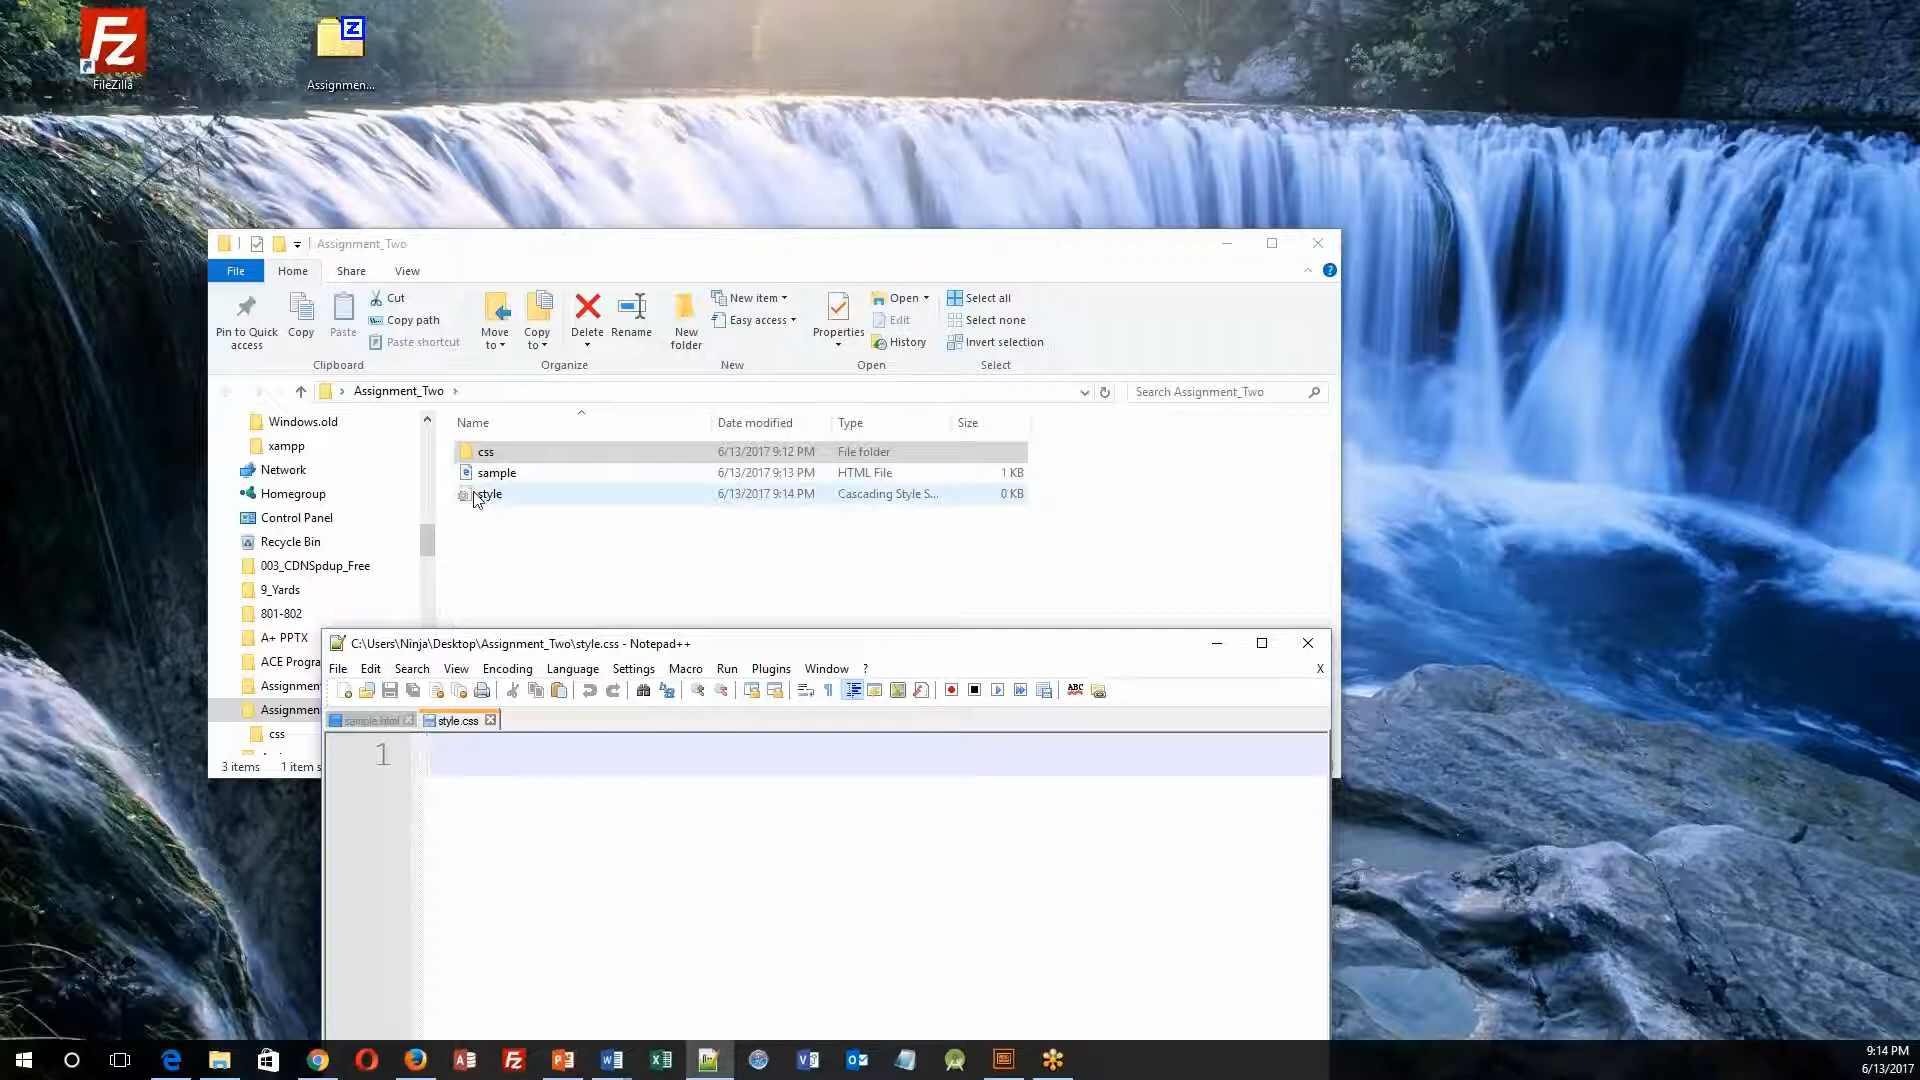 FileZilla
Assignmen...
Assignment_Two
File Home Share View
Pin to Quick access
Copy
Paste
Cut
Copy path
Paste shortcut
Clipboard
Move to
Copy to
Delete
Rename
Organize
New folder
New item
Easy access
New
Properties
Open
Edit
History
Open
Select all
Select none
Invert selection
Select
Assignment_Two
Search Assignment_Two
Name Date modified Type Size
css 6/13/2017 9:12 PM File folder
sample 6/13/2017 9:13 PM HTML File 1 KB
style 6/13/2017 9:14 PM Cascading Style S... 0 KB
Windows.old
xampp
Network
Homegroup
Control Panel
Recycle Bin
003_CDNSpdup_Free
9_Yards
801-802
A+ PPTX
ACE Progra
Assignmen
Assignmen
css
3 items 1 item s
C:\Users\Ninja\Desktop\Assignment_Two\style.css - Notepad++
File Edit Search View Encoding Language Settings Macro Run Plugins Window ? X
ABC
sample.html style.css
1
9:14 PM
6/13/2017